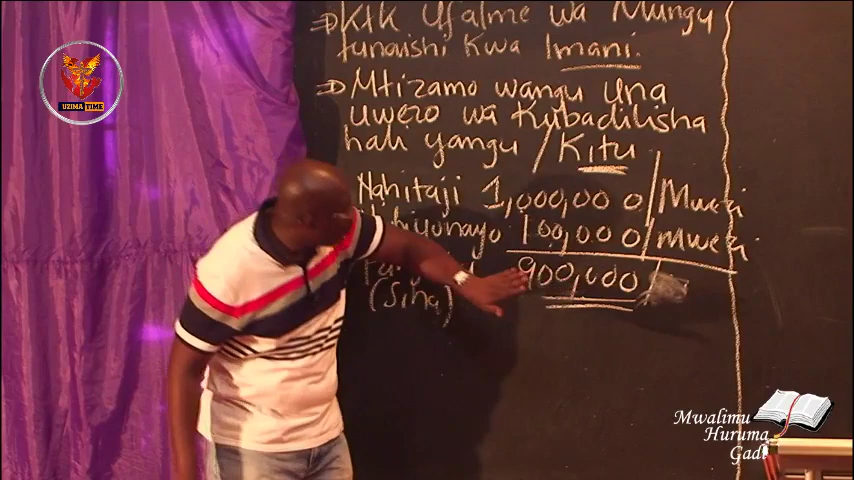 ⇒ Ktk Ufalme wa Mungu
tunaishi Kwa Imani.
⇒ Mtizamo wangu Una
Uwezo wa Kubadilisha
hali yangu / Kitu
Nahitaji 1,000,000/Mwezi
100,000/mwezi
900,000/
(Sina)
UZIMA TIME
Mwalimu
Huruma
Gadi